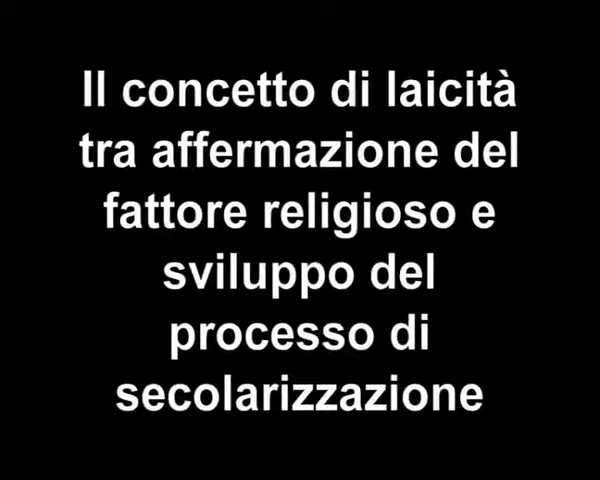 Il concetto di laicità
tra affermazione del
fattore religioso e
sviluppo del
processo di
secolarizzazione